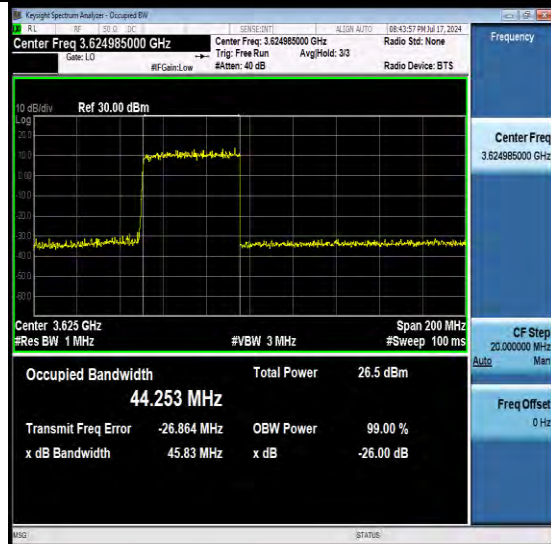 Keysight Spectrum Analyzer - Occupied BW
RL RF 50 Ω DC SENSE:INT ALIGN AUTO 08:43:57 PM Jul 17, 2024
Center Freq 3.624985000 GHz
Center Freq: 3.624985000 GHz
Radio Std: None
Gate: LO
Trig: Free Run
Avg|Hold: 3/3
#IFGain:Low
#Atten: 40 dB
Radio Device: BTS
10 dB/div
Ref 30.00 dBm
Log
20.0
10.0
0.00
-10.0
-20.0
-30.0
-40.0
-50.0
-60.0
Center 3.625 GHz
Span 200 MHz
#Res BW 1 MHz
#VBW 3 MHz
#Sweep 100 ms
Occupied Bandwidth
Total Power 26.5 dBm
44.253 MHz
Transmit Freq Error -26.864 MHz
OBW Power 99.00 %
x dB Bandwidth 45.83 MHz
x dB -26.00 dB
Frequency
Center Freq
3.624985000 GHz
CF Step
20.000000 MHz
Auto Man
Freq Offset
0 Hz
MSG
STATUS